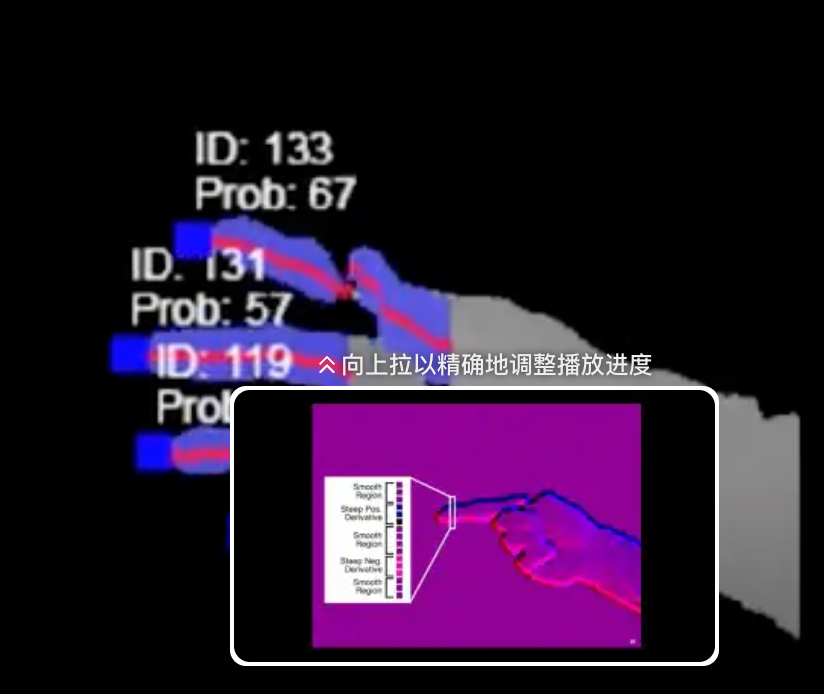 ID: 133
Prob: 67
ID: 131
Prob: 57
ID: 119
向上拉以精确地调整播放进度
Smooth
Region
Steep Pos.
Derivative
Smooth
Region
Steep Neg.
Derivative
Smooth
Region